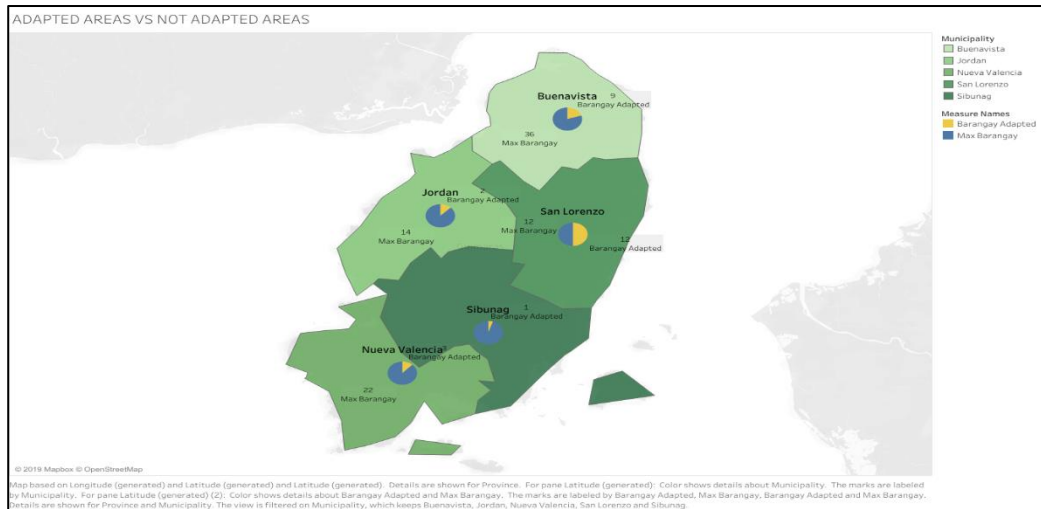 ADAPTED AREAS VS NOT ADAPTED AREAS
Municipality
Buenavista
Jordan
Nueva Valencia
San Lorenzo
Sibunag
Measure Names
Barangay Adapted
Max Barangay
Buenavista
9
Barangay Adapted
36
Max Barangay
Jordan
2
Barangay Adapted
14
Max Barangay
San Lorenzo
12
Max Barangay
12
Barangay Adapted
Sibunag
1
Barangay Adapted
Nueva Valencia
Barangay Adapted
22
Max Barangay
© 2019 Mapbox © OpenStreetMap
Map based on Longitude (generated) and Latitude (generated) and Latitude (generated). Details are shown for Province. For pane Latitude (generated): Color shows details about Municipality. The marks are labeled
by Municipality. For pane Latitude (generated) (2): Color shows details about Barangay Adapted and Max Barangay. The marks are labeled by Barangay Adapted, Max Barangay, Barangay Adapted and Max Barangay.
Details are shown for Province and Municipality. The view is filtered on Municipality, which keeps Buenavista, Jordan, Nueva Valencia, San Lorenzo and Sibunag.